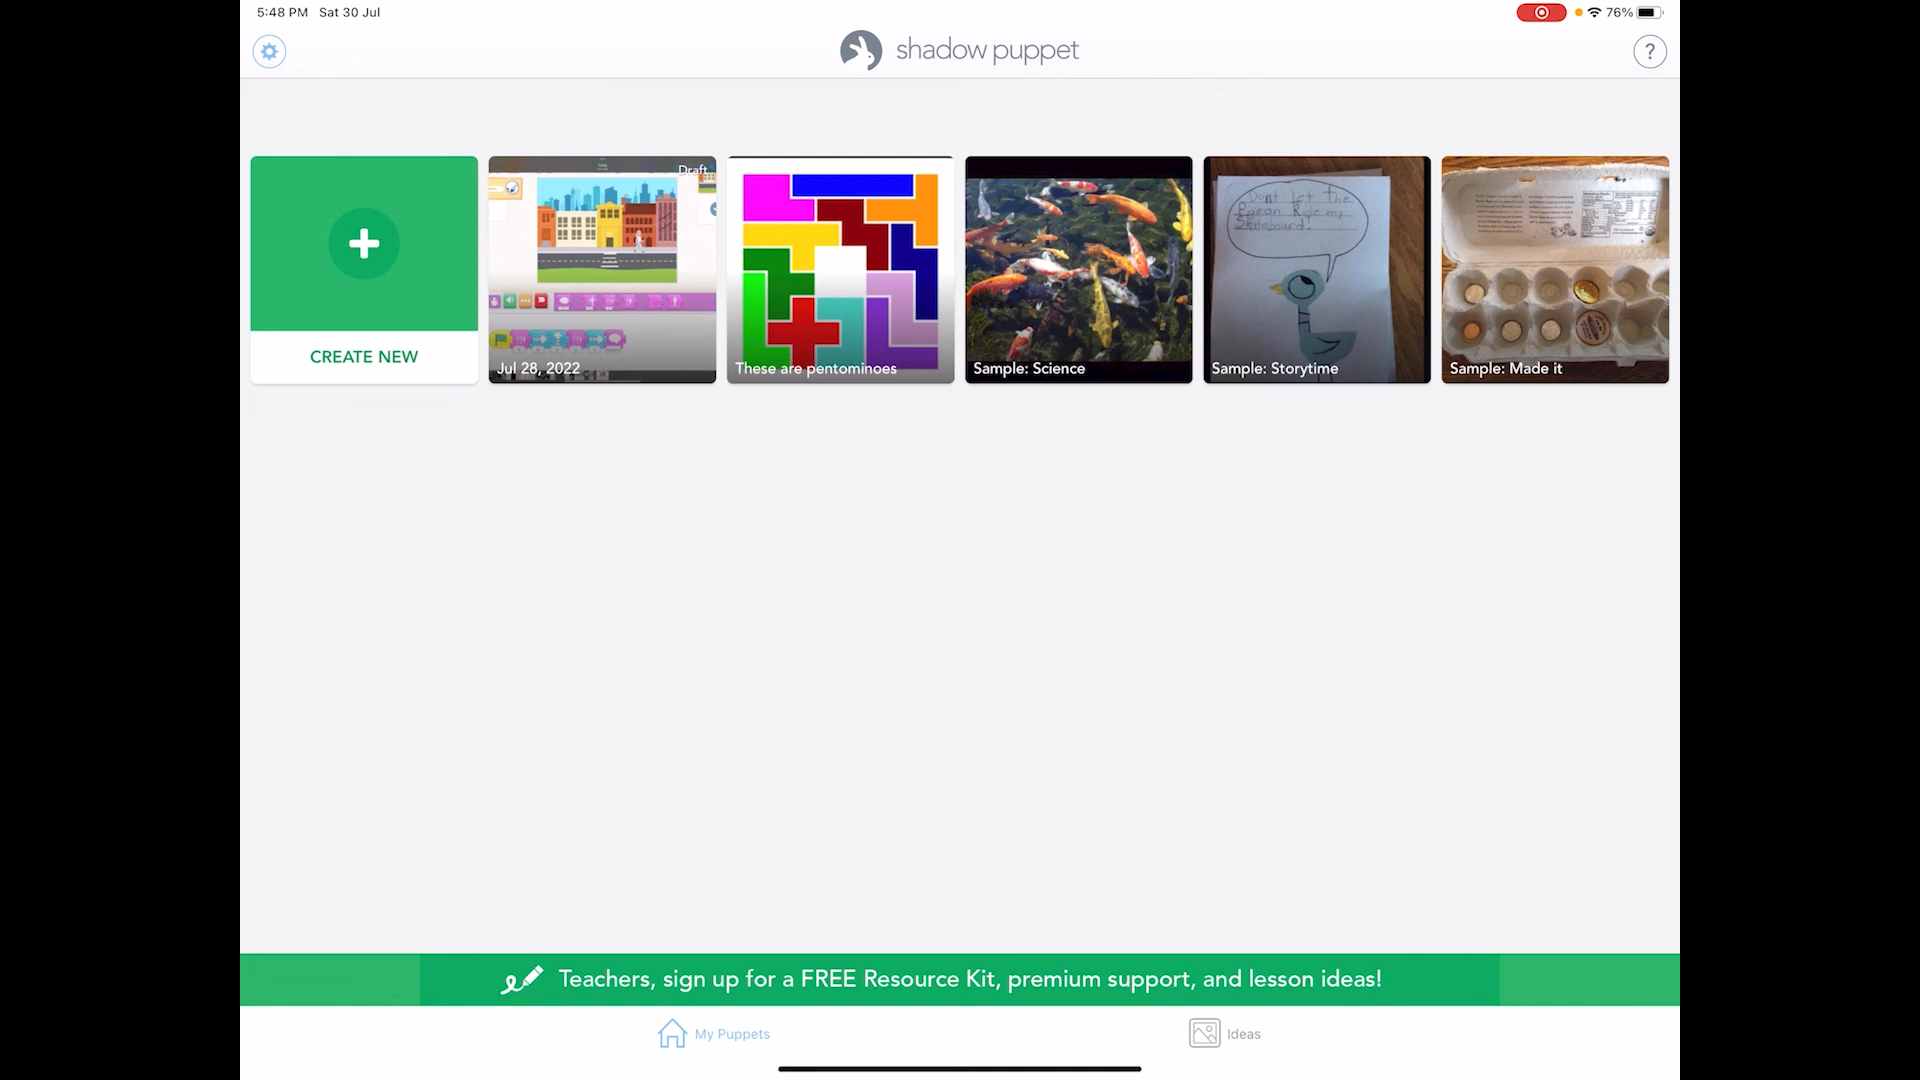 5:48 PM Sat 30 Jul
76%
shadow puppet
?
Draft
Dont let the
Pigeon Ride my
Skateboard!
CREATE NEW
Jul 28, 2022
These are pentominoes
Sample: Science
Sample: Storytime
Sample: Made it
Teachers, sign up for a FREE Resource Kit, premium support, and lesson ideas!
My Puppets
Ideas